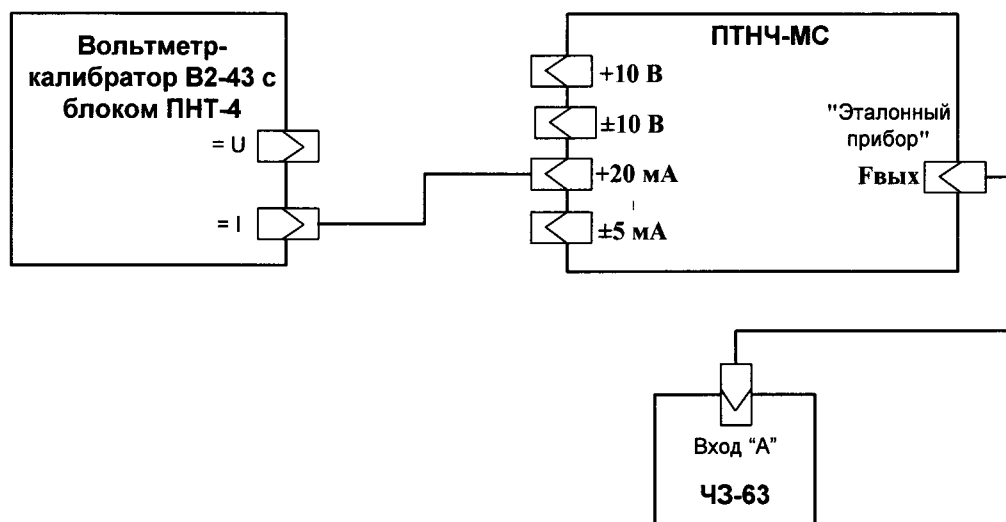 Вольтметр-
калибратор В2-43 с
блоком ПНТ-4
= U
= I
ПТНЧ-МС
+10 В
±10 В
+20 мА
±5 мА
"Эталонный
прибор"
Fвых
Вход “А”
ЧЗ-63